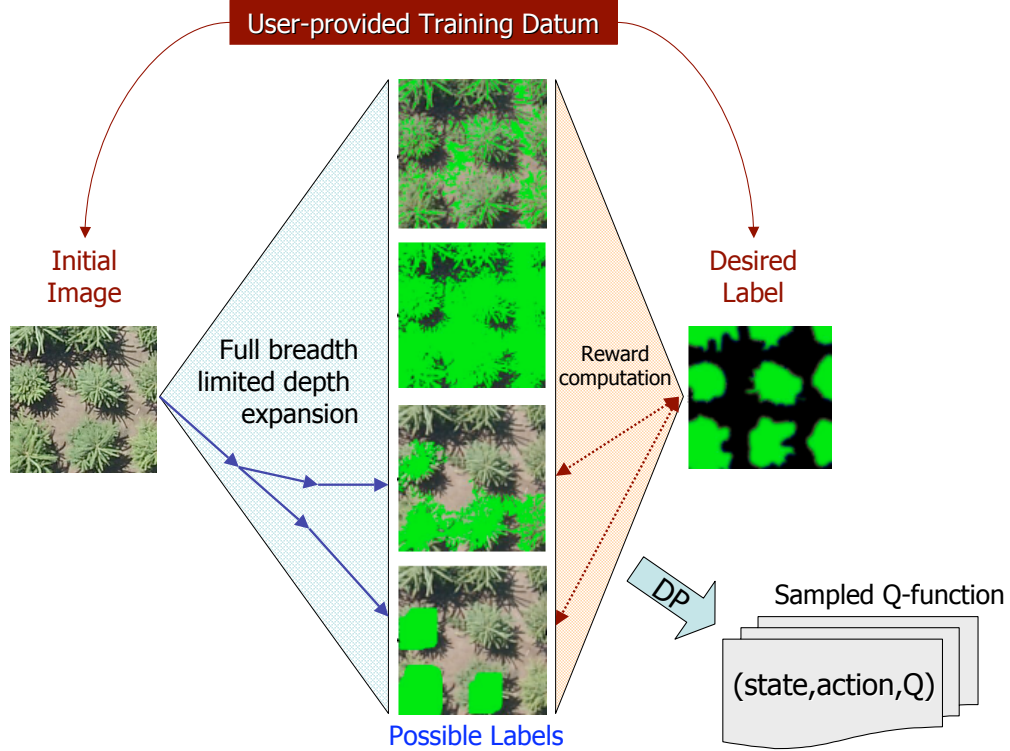 User-provided Training Datum
Initial
Image
Desired
Label
Full breadth
limited depth
expansion
Reward
computation
DP
Sampled Q-function
(state,action,Q)
Possible Labels